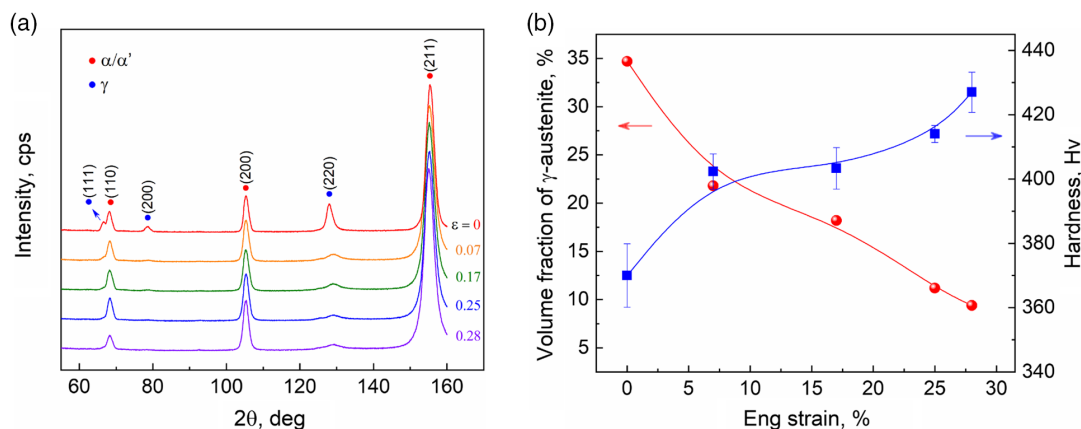 (a)
α/α’
γ
(111)
(110)
(200)
(200)
(220)
(211)
ε = 0
0.07
0.17
0.25
0.28
Intensity, cps
60 80 100 120 140 160
2θ, deg
(b)
Volume fraction of γ-austenite, %
35
30
25
20
15
10
5
0 5 10 15 20 25 30
Eng strain, %
440
420
400
380
360
340
Hardness, Hv